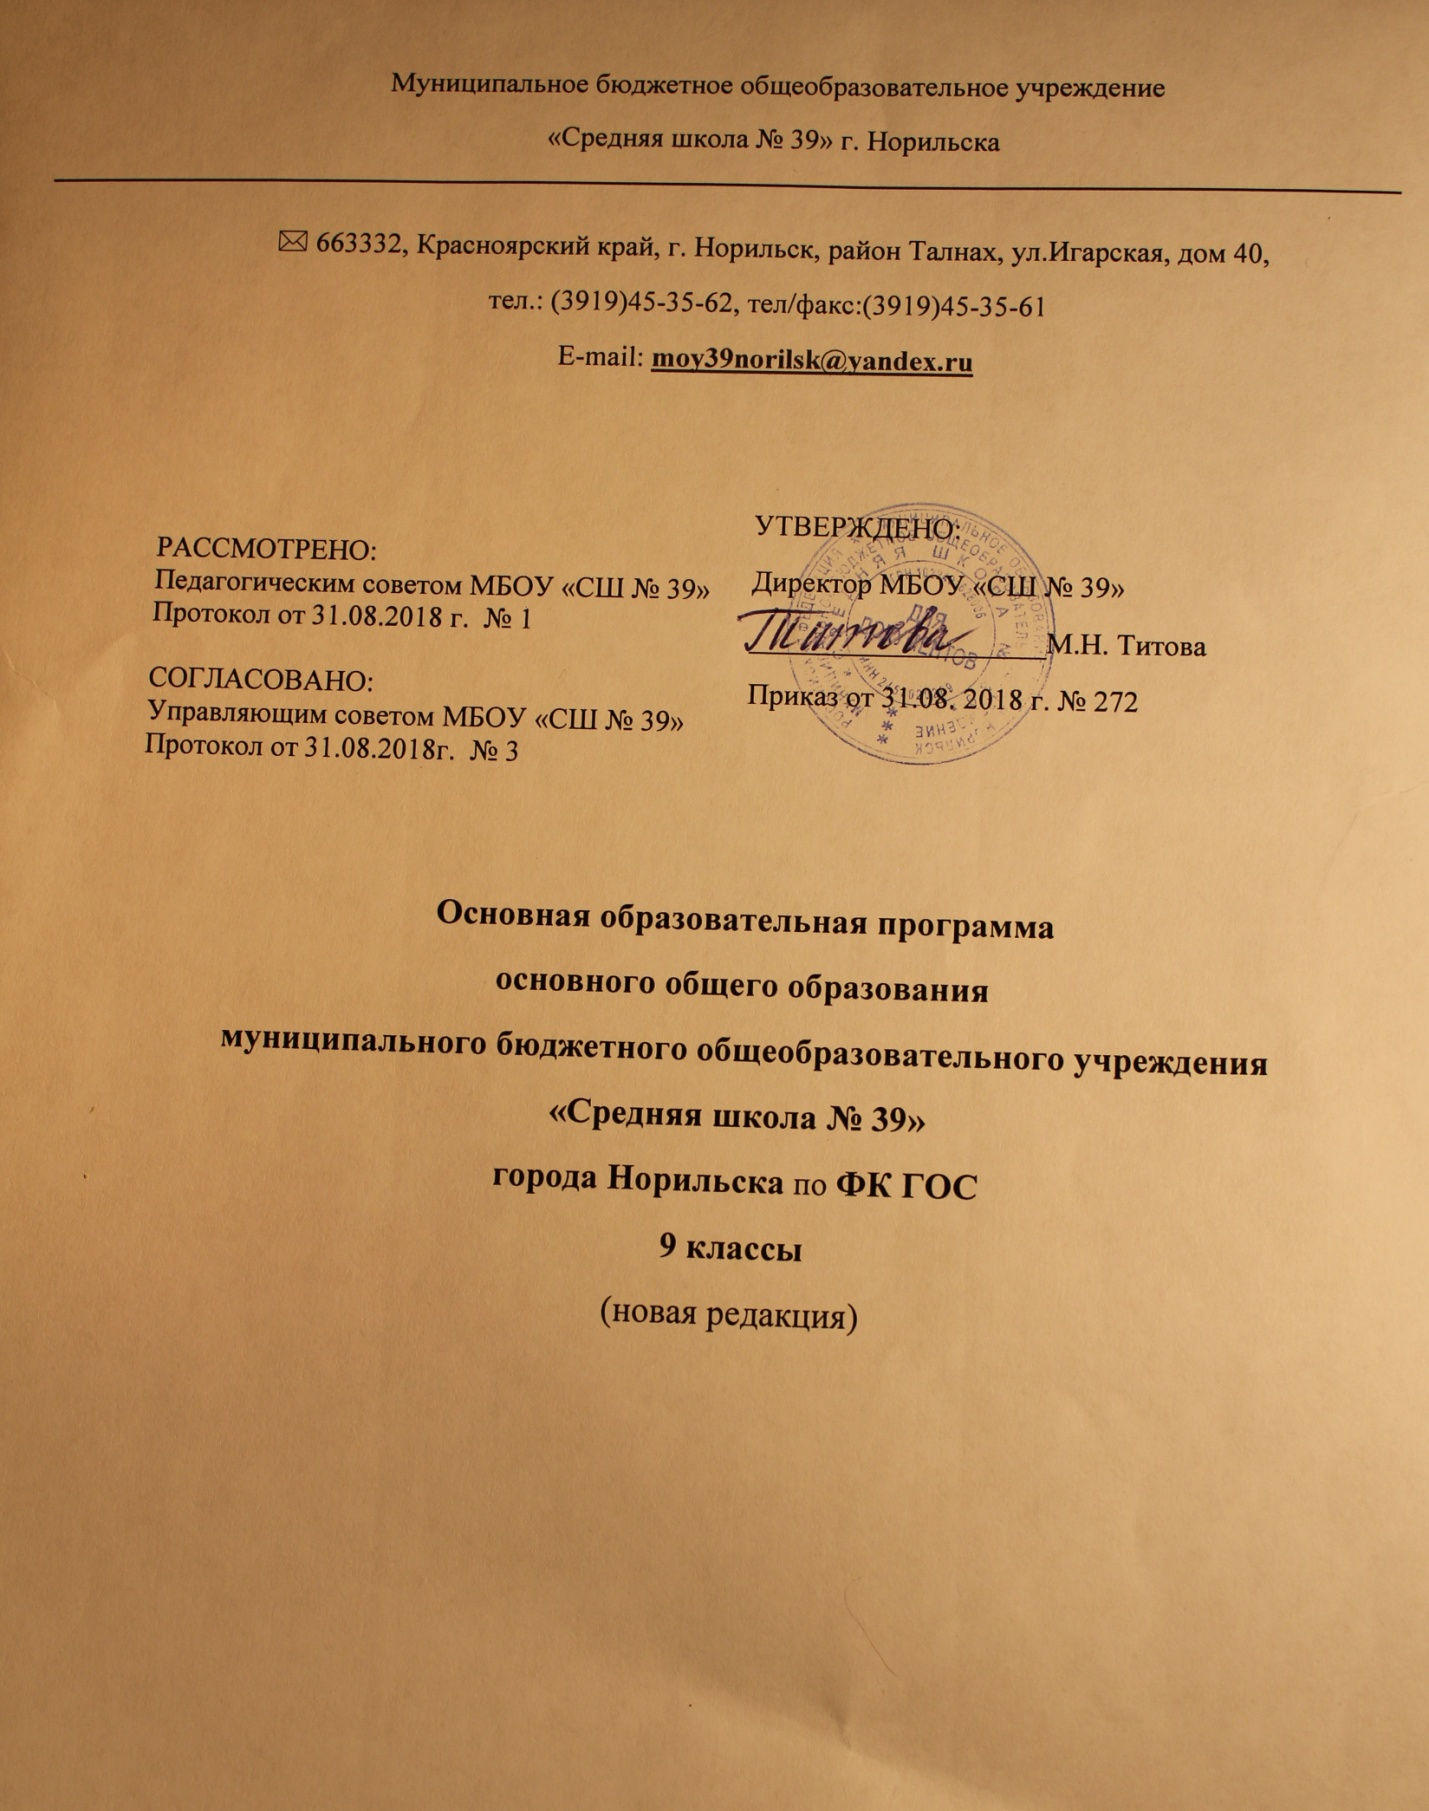 Муниципальное бюджетное общеобразовательное учреждение
«Средняя школа № 39» г. Норильска
663332, Красноярский край, г. Норильск, район Талнах, ул.Игарская, дом 40,
тел.: (3919)45-35-62, тел/факс:(3919)45-35-61
E-mail: moy39norilsk@yandex.ru
РАССМОТРЕНО:
Педагогическим советом МБОУ «СШ № 39»
Протокол от 31.08.2018 г. № 1
СОГЛАСОВАНО:
Управляющим советом МБОУ «СШ № 39»
Протокол от 31.08.2018г. № 3
УТВЕРЖДЕНО:
Директор МБОУ «СШ № 39»
Титова М.Н. Титова
Приказ от 31.08. 2018 г. № 272
ДЛЯ
ДОКУМЕНТОВ
Основная образовательная программа
основного общего образования
муниципального бюджетного общеобразовательного учреждения
«Средняя школа № 39»
города Норильска по ФК ГОС
9 классы
(новая редакция)